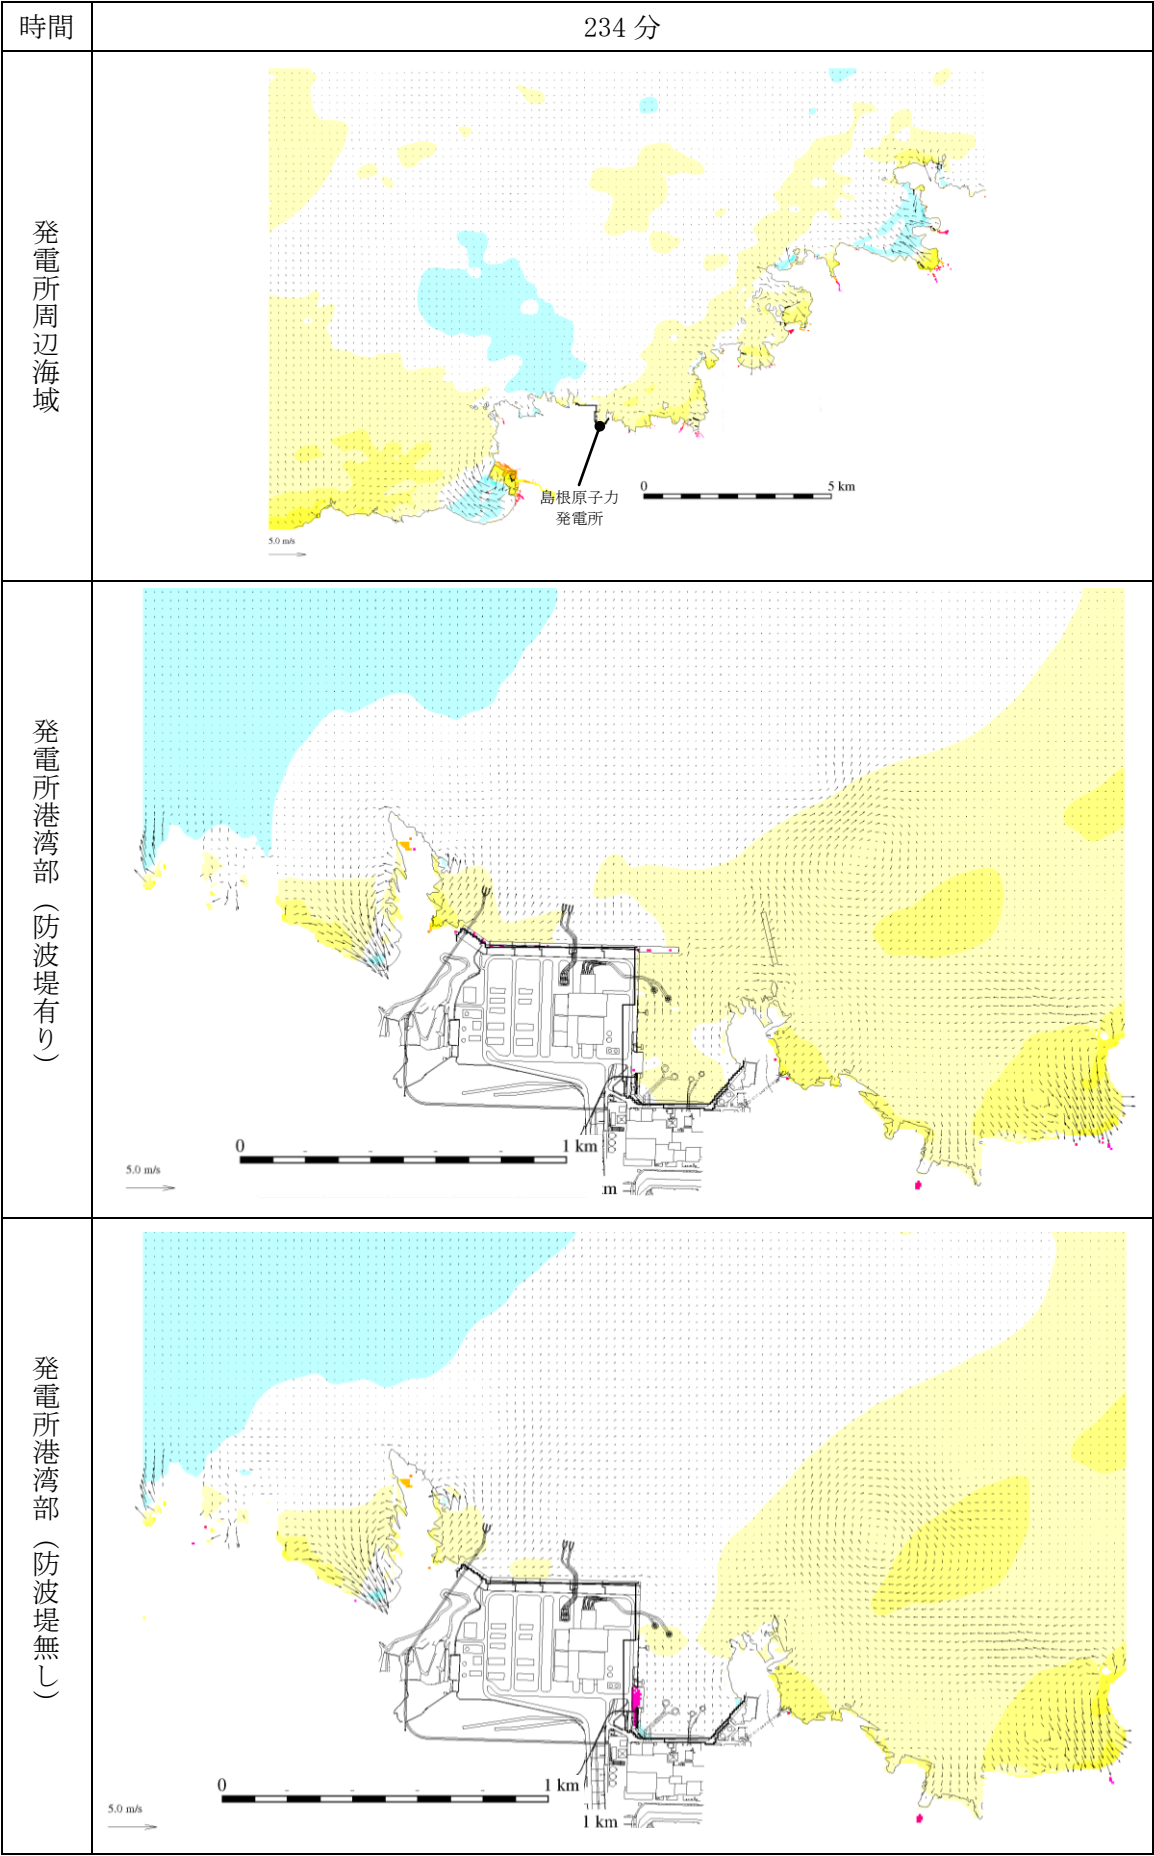 時間
234 分
発電所周辺海域
島根原子力
発電所
0
5 km
5.0 m/s
発電所港湾部（防波堤有り）
0
1 km
5.0 m/s
m
発電所港湾部（防波堤無し）
0
1 km
5.0 m/s
1 km